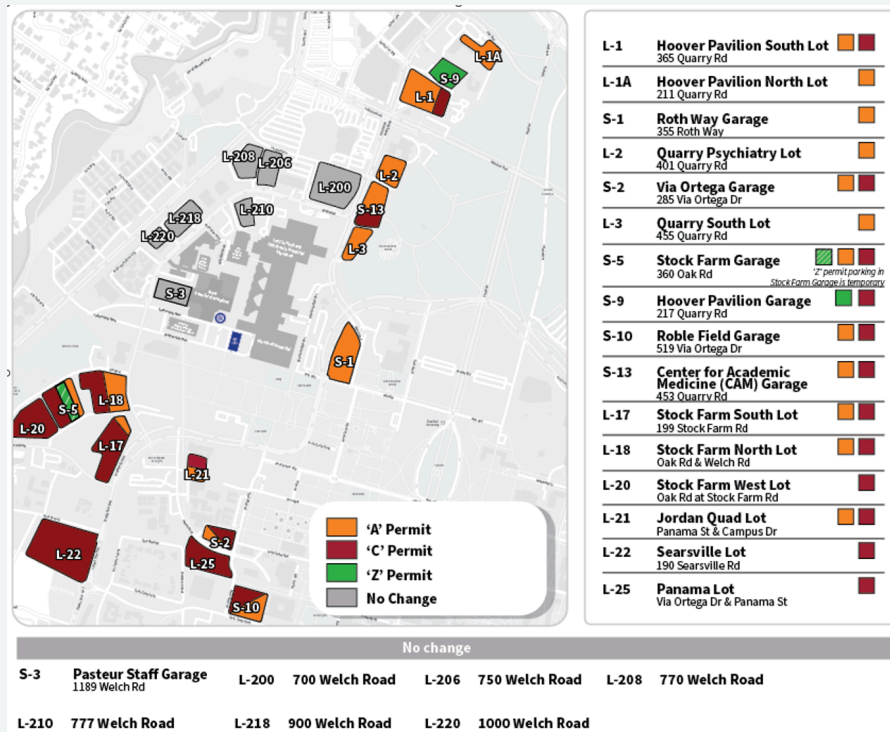 L-1A
S-9
L-1
L-208
L-206
L-200
L-2
L-218
L-210
S-13
L-220
L-3
S-3
S-1
S-5
L-18
L-20
L-17
L-21
S-2
L-22
L-25
S-10
'A' Permit
'C' Permit
'Z' Permit
No Change
L-1 Hoover Pavilion South Lot
365 Quarry Rd
L-1A Hoover Pavilion North Lot
211 Quarry Rd
S-1 Roth Way Garage
355 Roth Way
L-2 Quarry Psychiatry Lot
401 Quarry Rd
S-2 Via Ortega Garage
285 Via Ortega Dr
L-3 Quarry South Lot
455 Quarry Rd
S-5 Stock Farm Garage
360 Oak Rd
'Z' permit parking in
Stock Farm Garage is temporary
S-9 Hoover Pavilion Garage
217 Quarry Rd
S-10 Roble Field Garage
519 Via Ortega Dr
S-13 Center for Academic
Medicine (CAM) Garage
453 Quarry Rd
L-17 Stock Farm South Lot
199 Stock Farm Rd
L-18 Stock Farm North Lot
Oak Rd & Welch Rd
L-20 Stock Farm West Lot
Oak Rd at Stock Farm Rd
L-21 Jordan Quad Lot
Panama St & Campus Dr
L-22 Searsville Lot
190 Searsville Rd
L-25 Panama Lot
Via Ortega Dr & Panama St
No change
S-3 Pasteur Staff Garage
1189 Welch Rd
L-200 700 Welch Road
L-206 750 Welch Road
L-208 770 Welch Road
L-210 777 Welch Road
L-218 900 Welch Road
L-220 1000 Welch Road